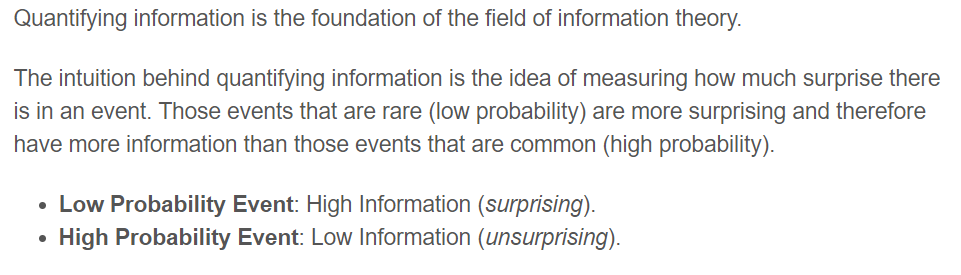 Quantifying information is the foundation of the field of information theory.
The intuition behind quantifying information is the idea of measuring how much surprise there
is in an event. Those events that are rare (low probability) are more surprising and therefore
have more information than those events that are common (high probability).
• Low Probability Event: High Information (surprising).
• High Probability Event: Low Information (unsurprising).